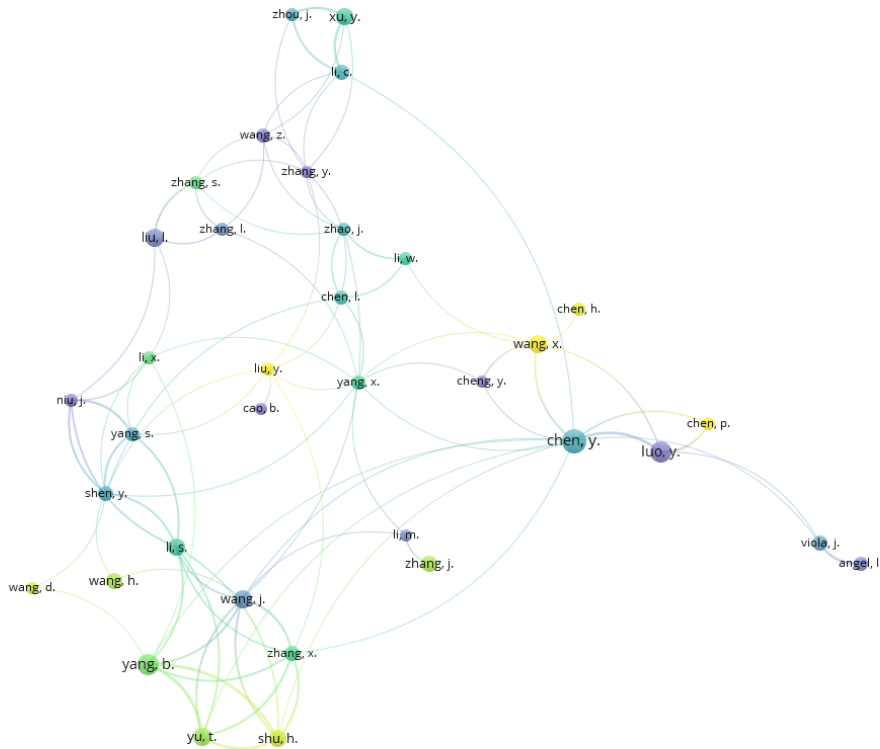 zhou, j.
xu, y.
li, c.
wang, z.
zhang, y.
zhang, s.
liu, l.
zhang, l.
zhao, j.
li, w.
chen, l.
chen, h.
wang, x.
li, x.
liu, y.
yang, x.
cheng, y.
niu, j.
cao, b.
yang, s.
chen, y.
luo, y.
chen, p.
shen, y.
li, m.
viola, j.
li, s.
zhang, j.
angel, l
wang, d.
wang, h.
wang, j.
yang, b.
zhang, x.
yu, t.
shu, h.